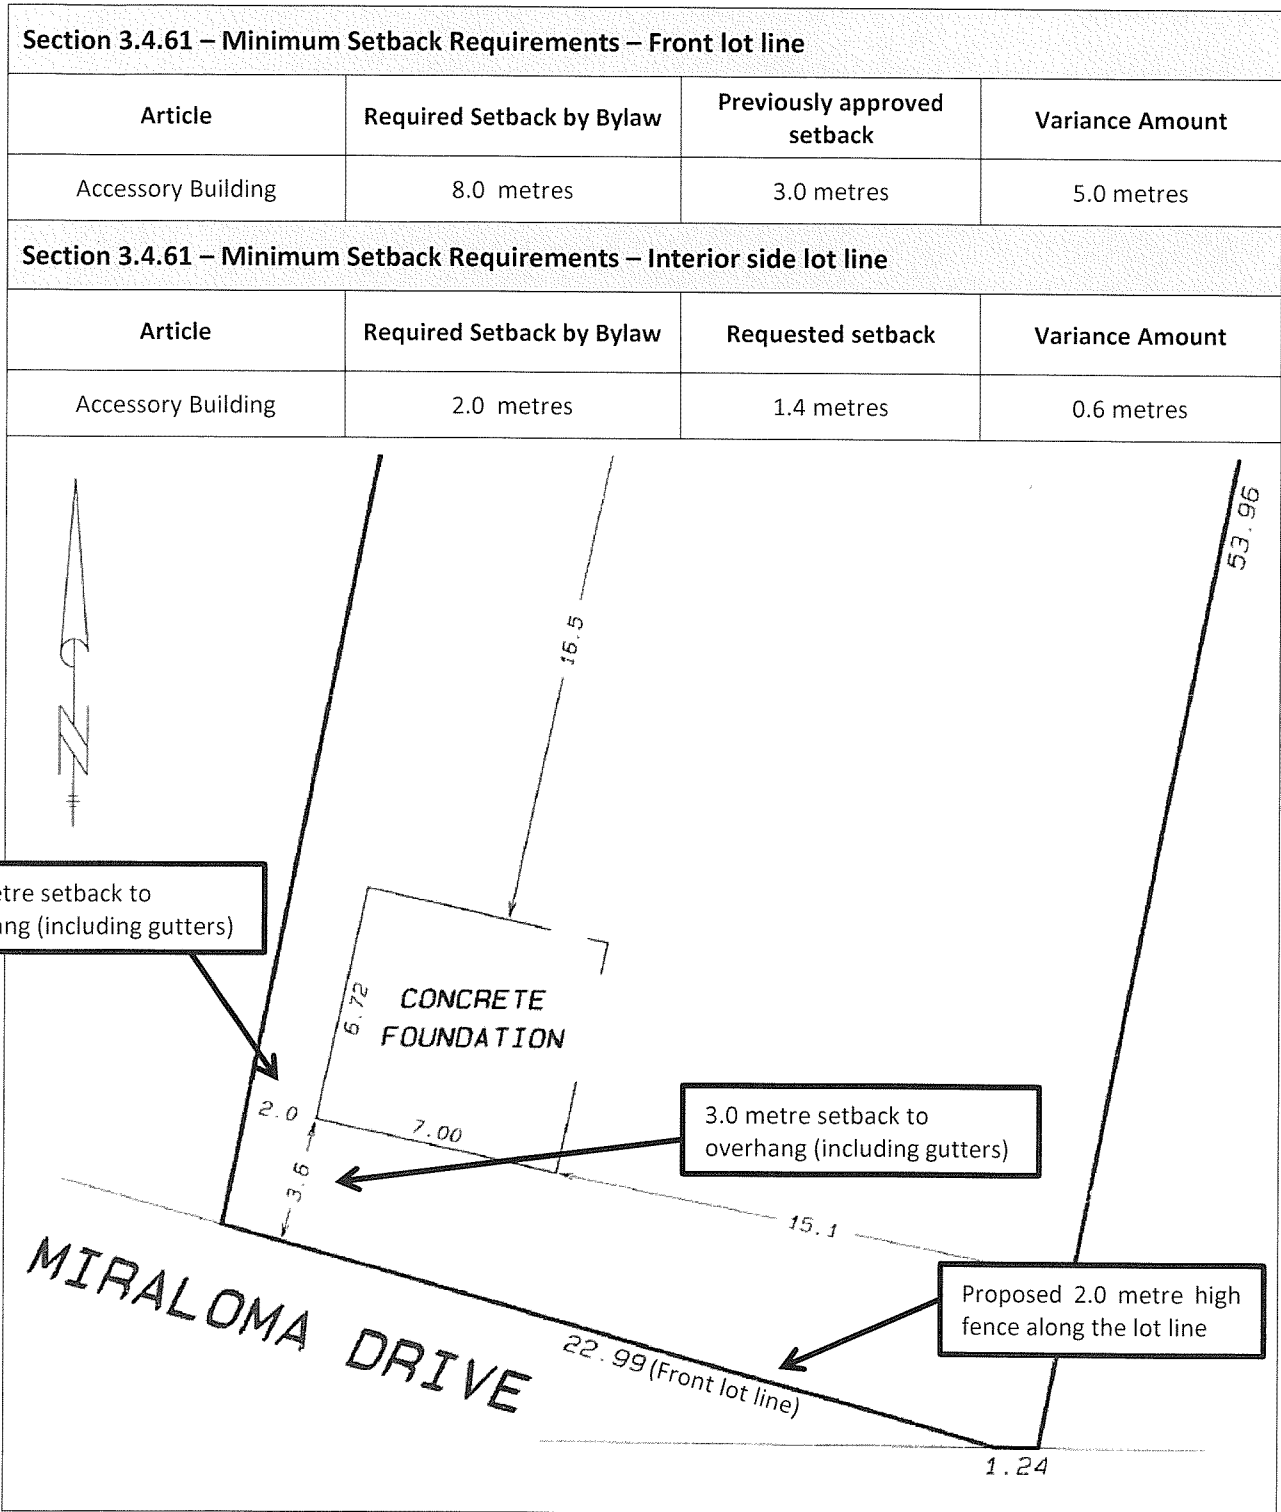 Section 3.4.61 – Minimum Setback Requirements – Front lot line
Article
Required Setback by Bylaw
Previously approved
setback
Variance Amount
Accessory Building
8.0 metres
3.0 metres
5.0 metres
Section 3.4.61 – Minimum Setback Requirements – Interior side lot line
Article
Required Setback by Bylaw
Requested setback
Variance Amount
Accessory Building
2.0 metres
1.4 metres
0.6 metres
53.96
16.5
N
setback to
(including gutters)
6.72
CONCRETE
FOUNDATION
2.0
7.00
3.6
3.0 metre setback to
overhang (including gutters)
15.1
Proposed 2.0 metre high
fence along the lot line
MIRALOMA DRIVE
22.99 (Front lot line)
1.24